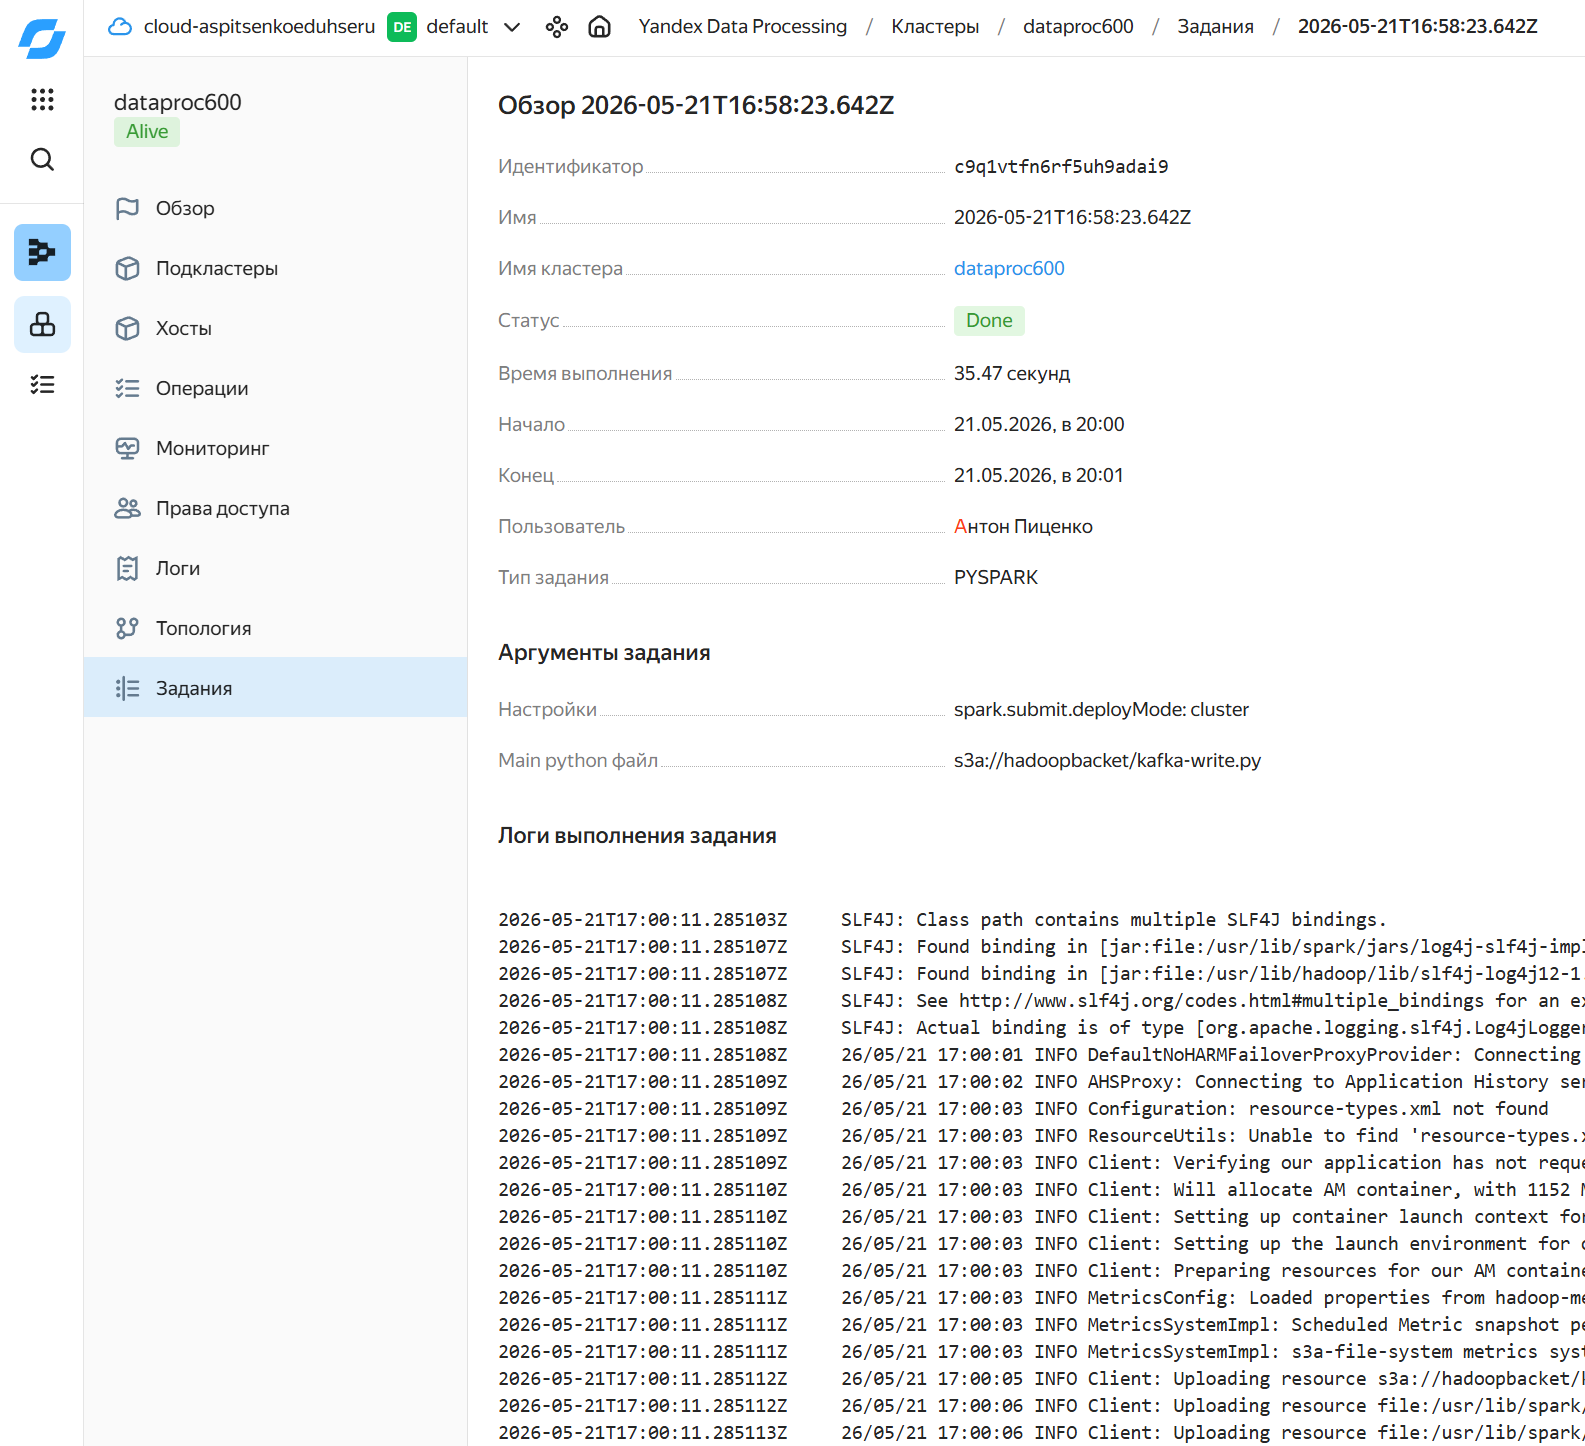 cloud-aspitsenkoeduhseru DE default Yandex Data Processing / Кластеры / dataproc600 / Задания / 2026-05-21T16:58:23.642Z
dataproc600
Alive
Обзор
Подкластеры
Хосты
Операции
Мониторинг
Права доступа
Логи
Топология
Задания
Обзор 2026-05-21T16:58:23.642Z
Идентификатор c9q1vtfn6rf5uh9adai9
Имя 2026-05-21T16:58:23.642Z
Имя кластера dataproc600
Статус Done
Время выполнения 35.47 секунд
Начало 21.05.2026, в 20:00
Конец 21.05.2026, в 20:01
Пользователь Антон Пиценко
Тип задания PYSPARK
Аргументы задания
Настройки spark.submit.deployMode: cluster
Main python файл s3a://hadoopbacket/kafka-write.py
Логи выполнения задания
2026-05-21T17:00:11.285103Z SLF4J: Class path contains multiple SLF4J bindings.
2026-05-21T17:00:11.285107Z SLF4J: Found binding in [jar:file:/usr/lib/spark/jars/log4j-slf4j-impl
2026-05-21T17:00:11.285107Z SLF4J: Found binding in [jar:file:/usr/lib/hadoop/lib/slf4j-log4j12-1.
2026-05-21T17:00:11.285108Z SLF4J: See http://www.slf4j.org/codes.html#multiple_bindings for an ex
2026-05-21T17:00:11.285108Z SLF4J: Actual binding is of type [org.apache.logging.slf4j.Log4jLogger
2026-05-21T17:00:11.285108Z 26/05/21 17:00:01 INFO DefaultNoHARMFailoverProxyProvider: Connecting
2026-05-21T17:00:11.285109Z 26/05/21 17:00:02 INFO AHSProxy: Connecting to Application History ser
2026-05-21T17:00:11.285109Z 26/05/21 17:00:03 INFO Configuration: resource-types.xml not found
2026-05-21T17:00:11.285109Z 26/05/21 17:00:03 INFO ResourceUtils: Unable to find 'resource-types.x
2026-05-21T17:00:11.285109Z 26/05/21 17:00:03 INFO Client: Verifying our application has not reque
2026-05-21T17:00:11.285110Z 26/05/21 17:00:03 INFO Client: Will allocate AM container, with 1152 M
2026-05-21T17:00:11.285110Z 26/05/21 17:00:03 INFO Client: Setting up container launch context for
2026-05-21T17:00:11.285110Z 26/05/21 17:00:03 INFO Client: Setting up the launch environment for o
2026-05-21T17:00:11.285110Z 26/05/21 17:00:03 INFO Client: Preparing resources for our AM containe
2026-05-21T17:00:11.285111Z 26/05/21 17:00:03 INFO MetricsConfig: Loaded properties from hadoop-me
2026-05-21T17:00:11.285111Z 26/05/21 17:00:03 INFO MetricsSystemImpl: Scheduled Metric snapshot pe
2026-05-21T17:00:11.285111Z 26/05/21 17:00:03 INFO MetricsSystemImpl: s3a-file-system metrics syst
2026-05-21T17:00:11.285112Z 26/05/21 17:00:05 INFO Client: Uploading resource s3a://hadoopbacket/k
2026-05-21T17:00:11.285112Z 26/05/21 17:00:06 INFO Client: Uploading resource file:/usr/lib/spark/
2026-05-21T17:00:11.285113Z 26/05/21 17:00:06 INFO Client: Uploading resource file:/usr/lib/spark/